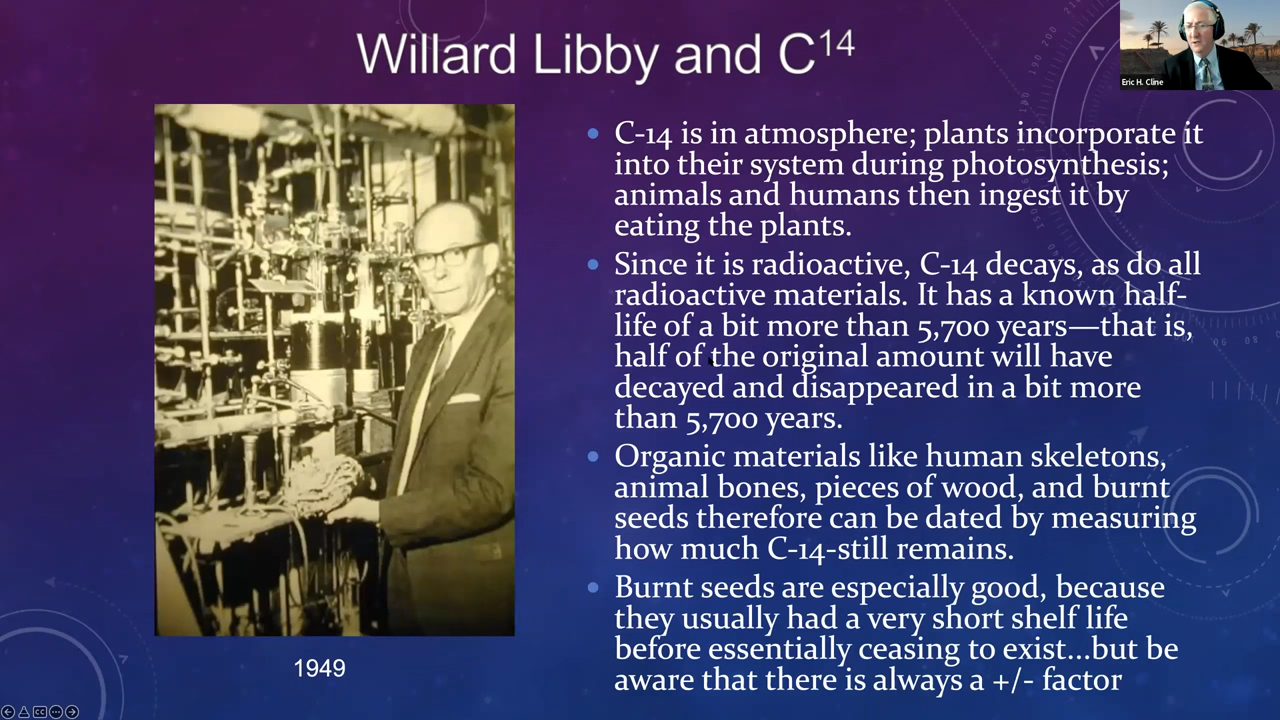 Willard Libby and C¹⁴
Eric H. Cline
• C-14 is in atmosphere; plants incorporate it
into their system during photosynthesis;
animals and humans then ingest it by
eating the plants.
• Since it is radioactive, C-14 decays, as do all
radioactive materials. It has a known half-
life of a bit more than 5,700 years—that is,
half of the original amount will have
decayed and disappeared in a bit more
than 5,700 years.
• Organic materials like human skeletons,
animal bones, pieces of wood, and burnt
seeds therefore can be dated by measuring
how much C-14-still remains.
• Burnt seeds are especially good, because
they usually had a very short shelf life
before essentially ceasing to exist...but be
aware that there is always a +/- factor
1949